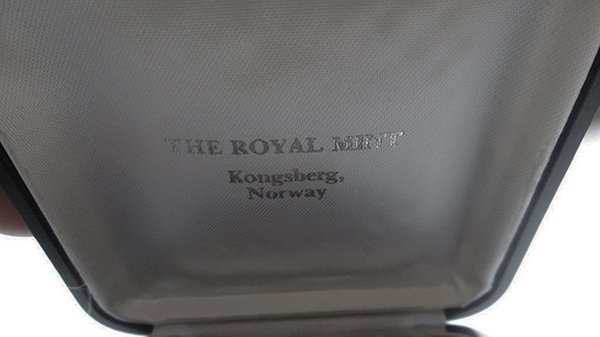 THE ROYAL MINT
Kongsberg,
Norway